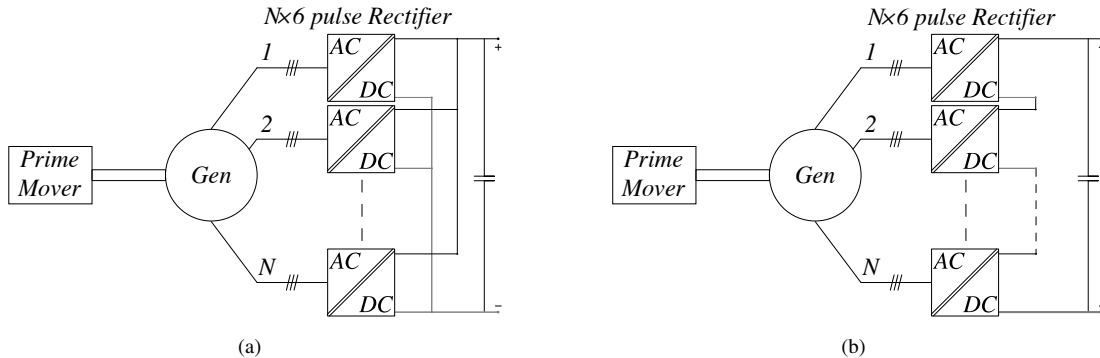 N×6 pulse Rectifier
1
AC
DC
+
2
AC
DC
Prime
Mover
Gen
N
AC
DC
−
(a)
N×6 pulse Rectifier
1
AC
DC
+
2
AC
DC
Prime
Mover
Gen
N
AC
DC
−
(b)